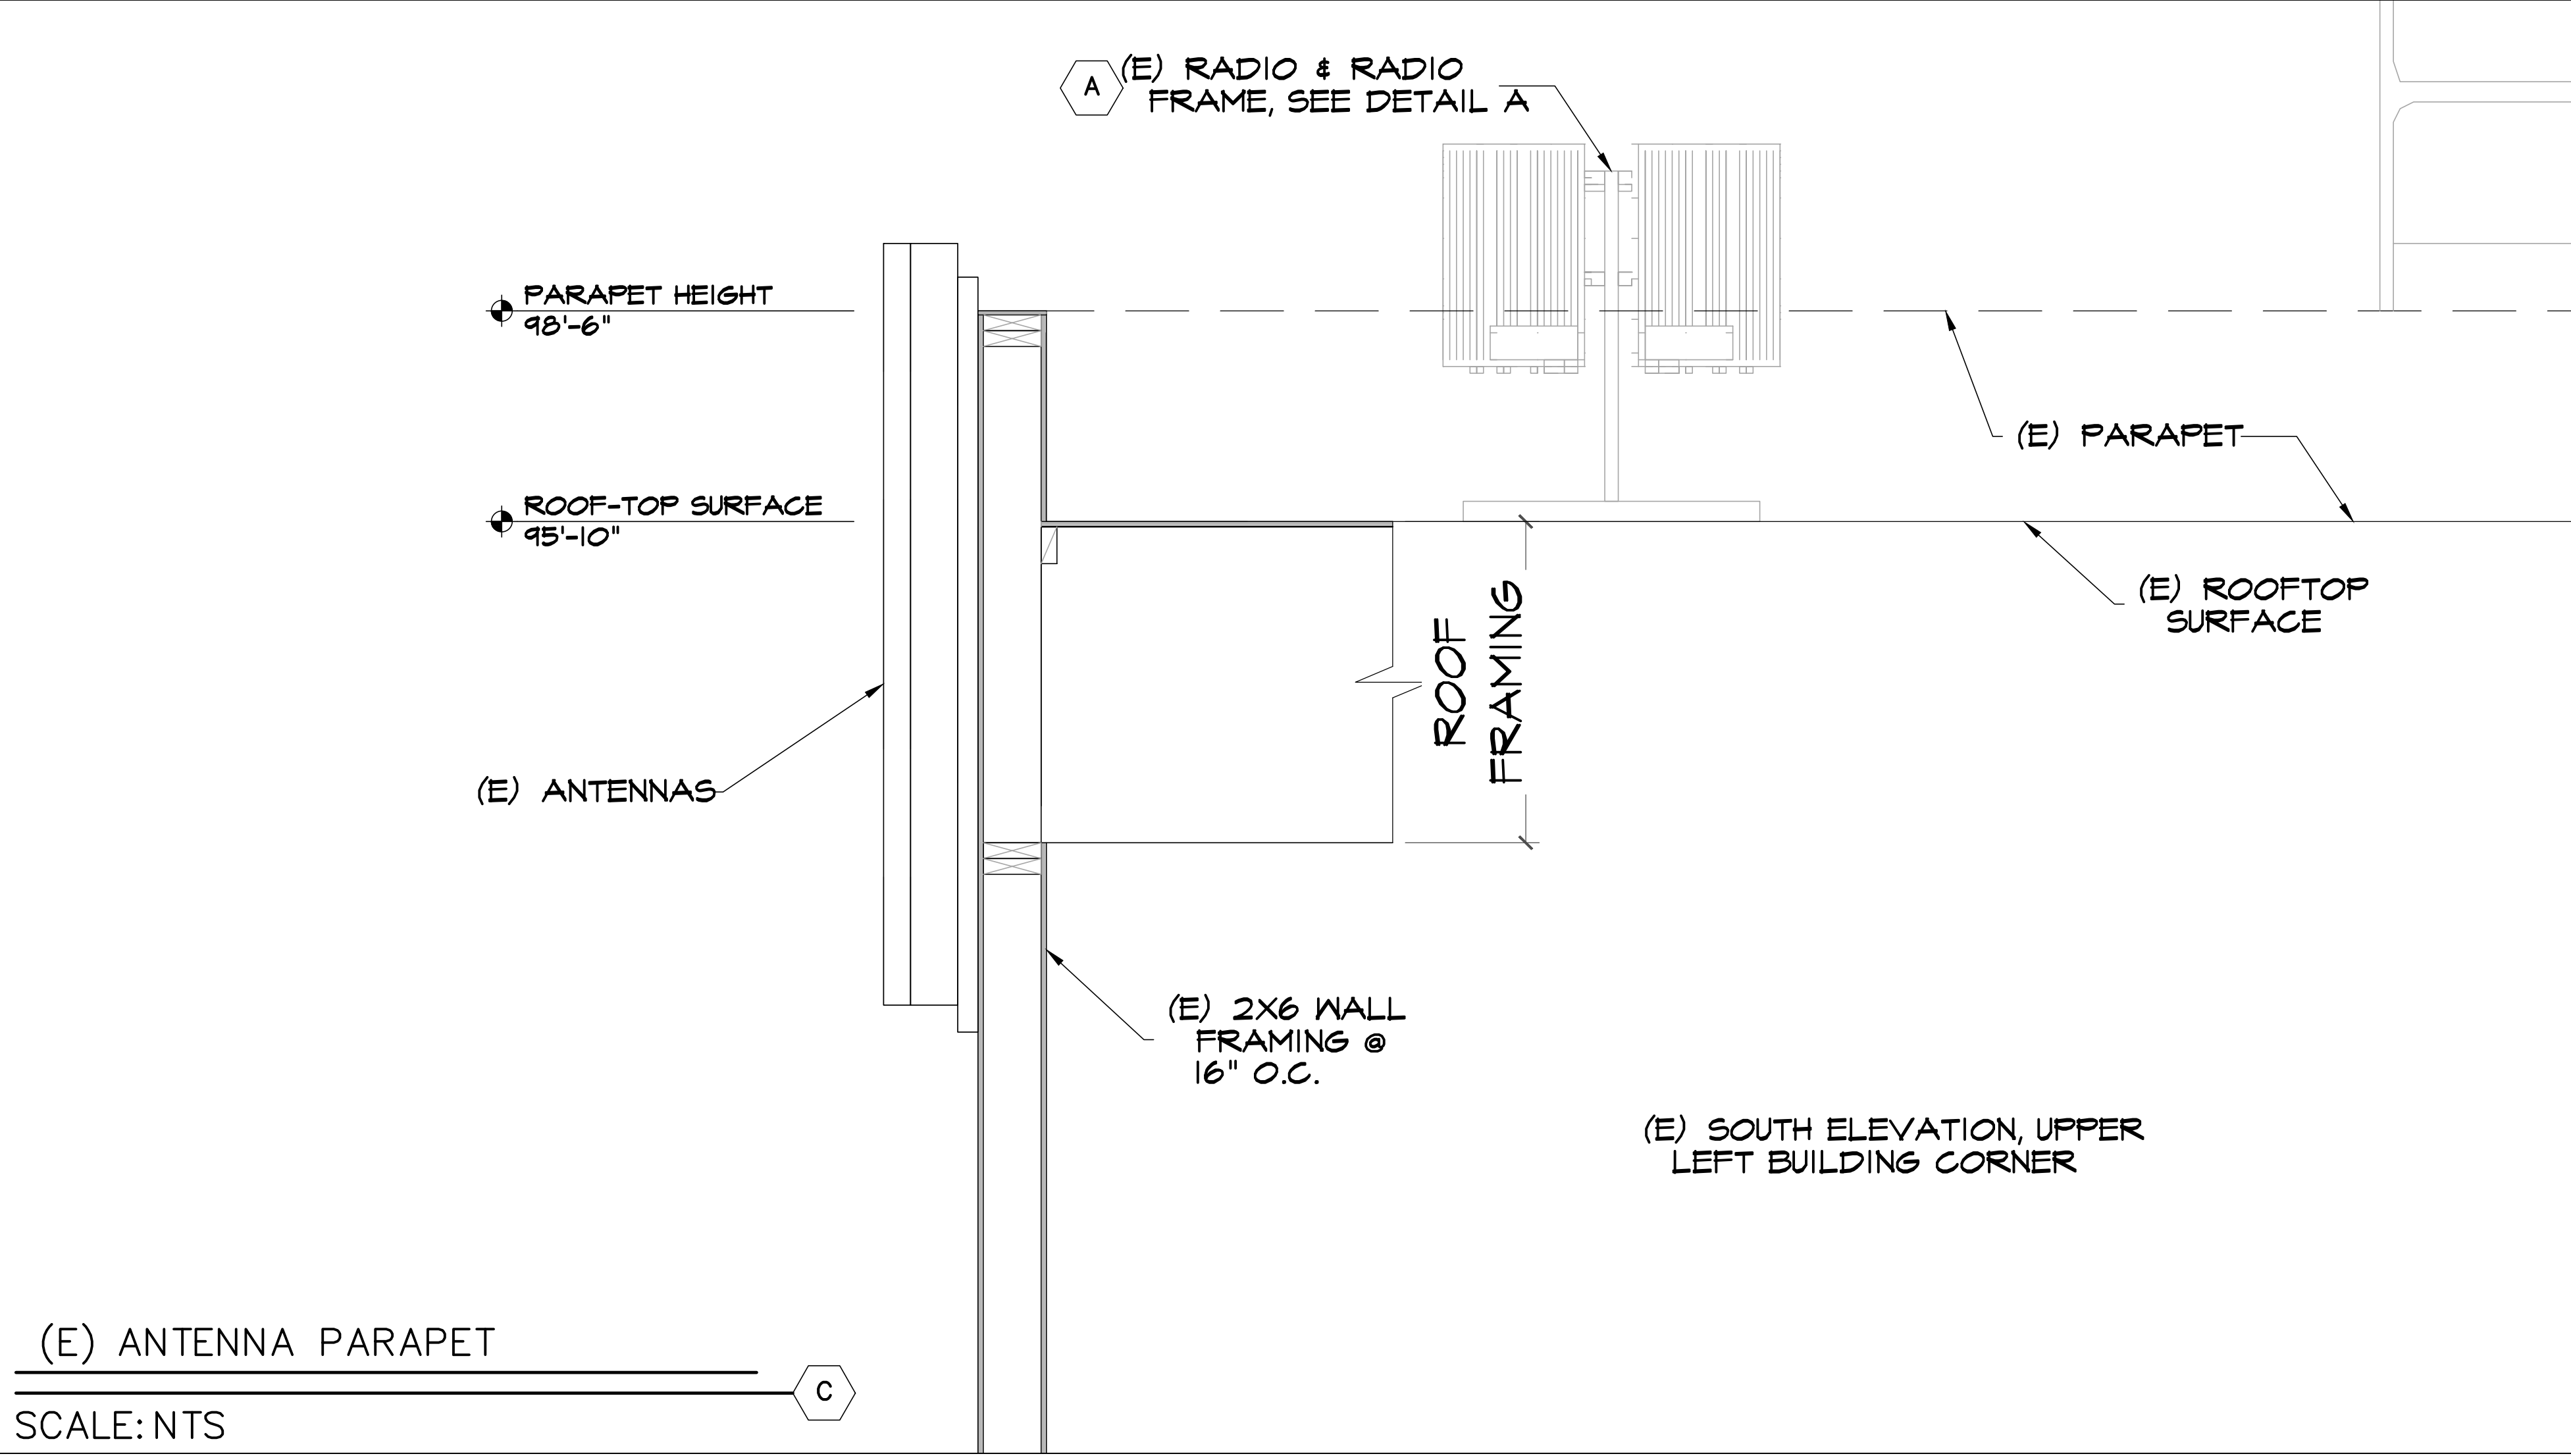 A
(E) RADIO & RADIO
FRAME, SEE DETAIL A
PARAPET HEIGHT
98'-6"
(E) PARAPET
ROOF-TOP SURFACE
95'-10"
(E) ROOFTOP
SURFACE
ROOF
FRAMING
(E) ANTENNAS
(E) 2X6 WALL
FRAMING @
16" O.C.
(E) SOUTH ELEVATION, UPPER
LEFT BUILDING CORNER
(E) ANTENNA PARAPET
C
SCALE: NTS